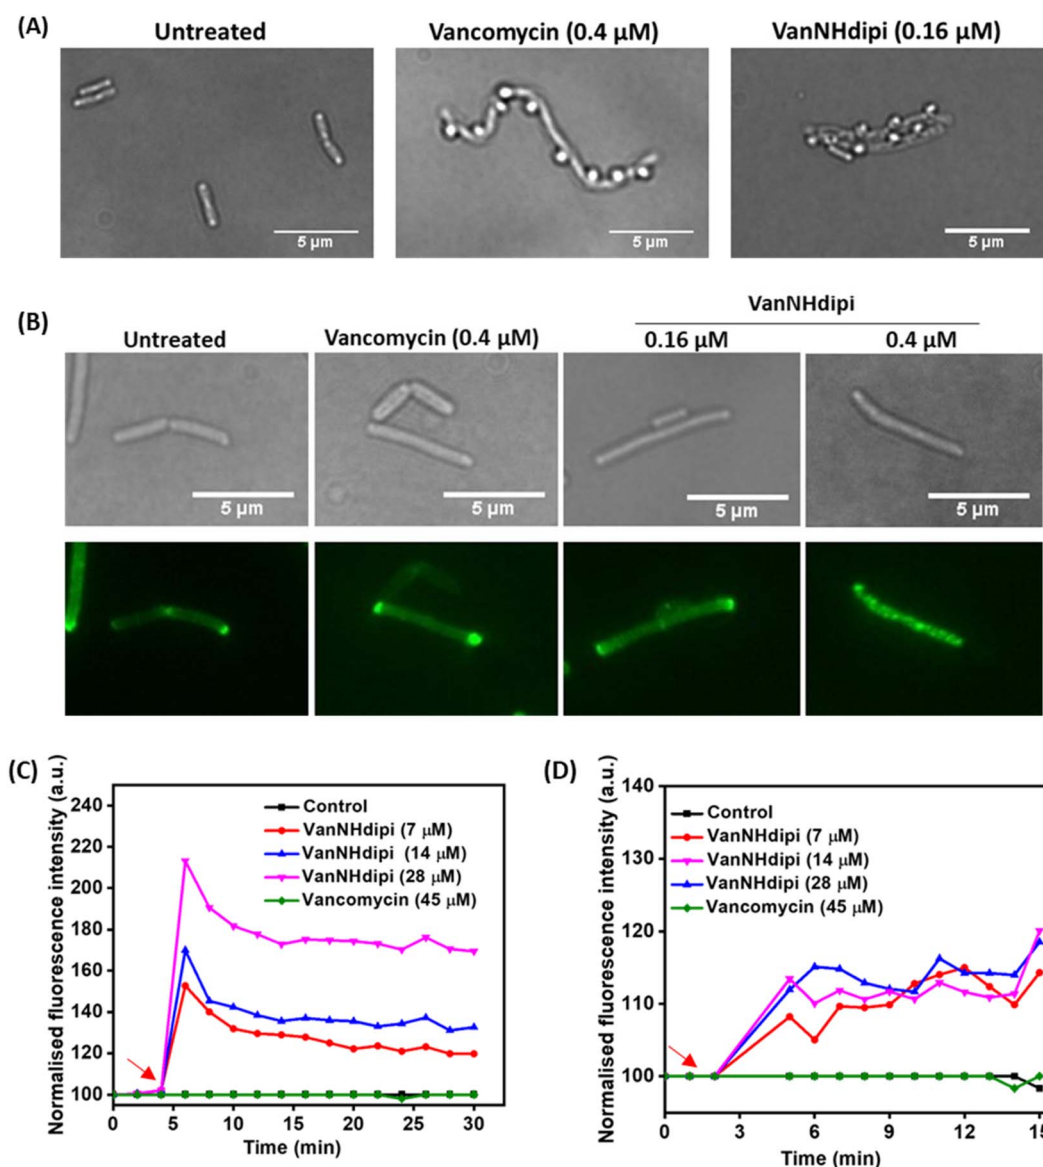 (A)
Untreated
Vancomycin (0.4 µM)
VanNHdipi (0.16 µM)
5 µm
5 µm
5 µm
(B)
VanNHdipi
Untreated
Vancomycin (0.4 µM)
0.16 µM
0.4 µM
5 µm
5 µm
5 µm
5 µm
(C)
Normalised fluorescence intensity (a.u.)
240
220
200
180
160
140
120
100
Control
VanNHdipi (7 µM)
VanNHdipi (14 µM)
VanNHdipi (28 µM)
Vancomycin (45 µM)
0 5 10 15 20 25 30
Time (min)
(D)
Normalised fluorescence intensity (a.u.)
140
130
120
110
100
Control
VanNHdipi (7 µM)
VanNHdipi (14 µM)
VanNHdipi (28 µM)
Vancomycin (45 µM)
0 3 6 9 12 15
Time (min)